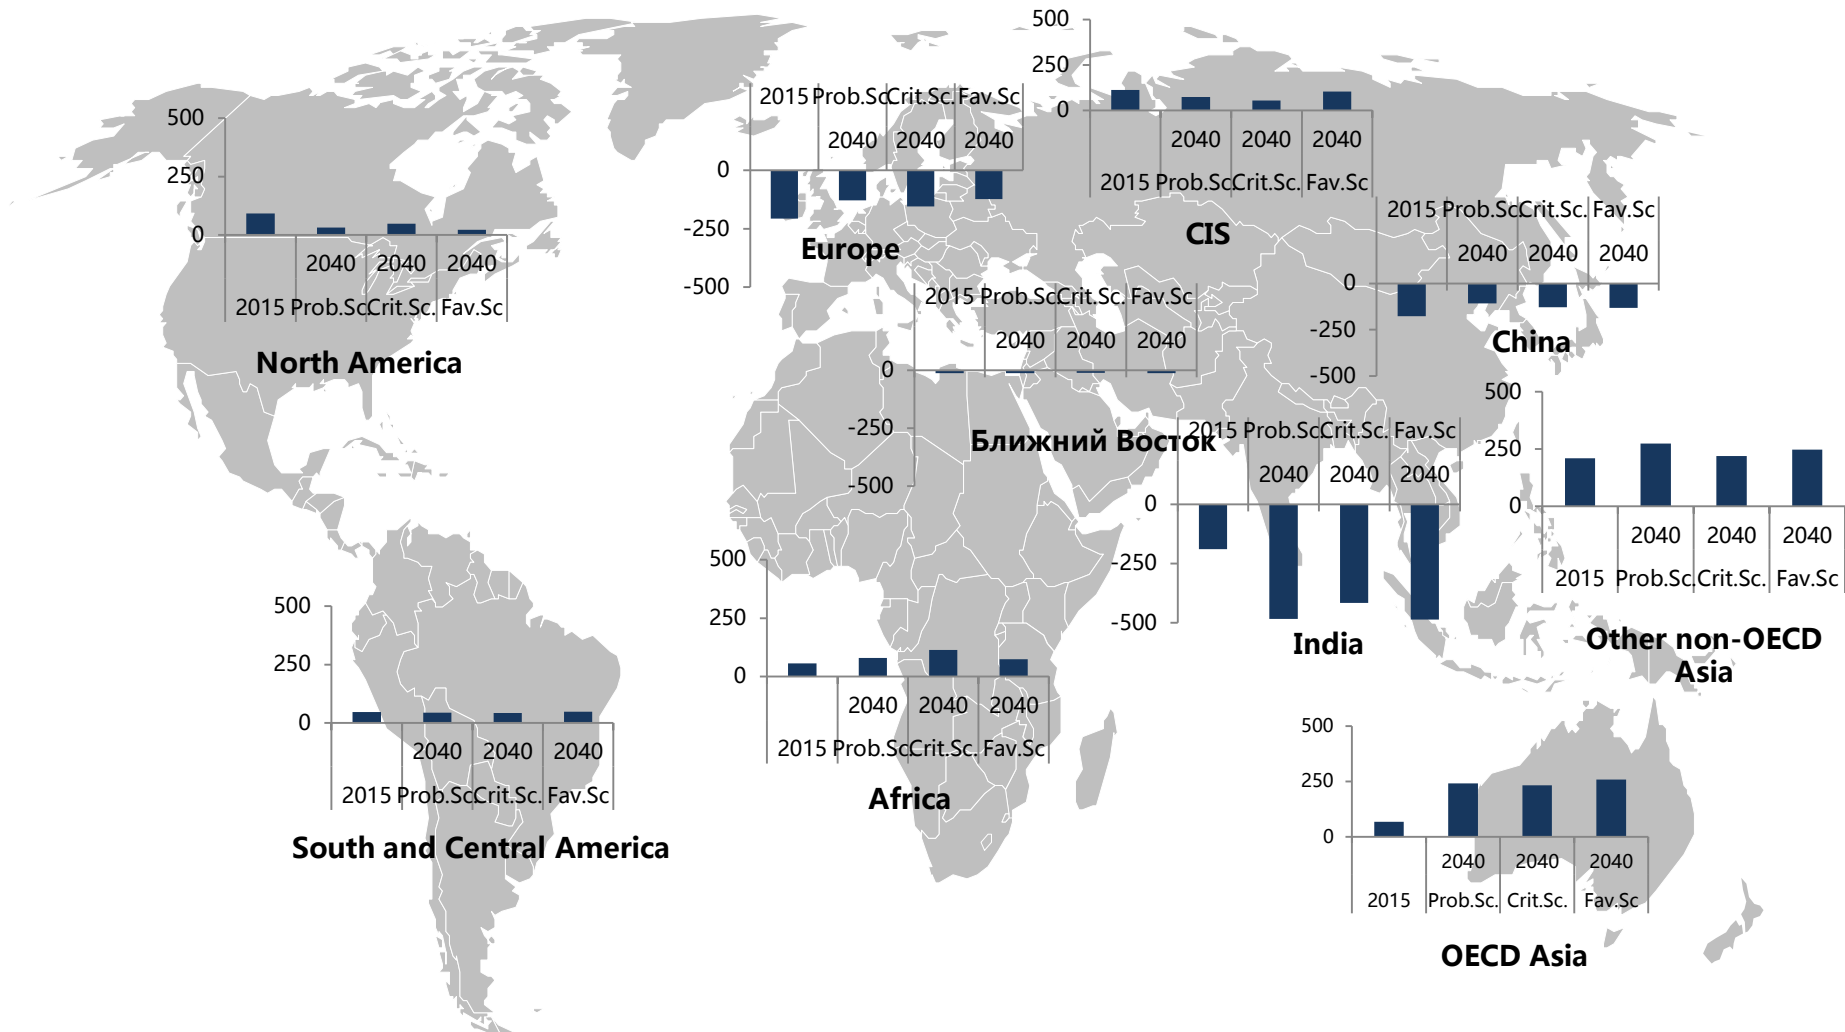 500
250
0
2040 2040 2040
2015 Prob.Sc. Crit.Sc. Fav.Sc
North America
2015 Prob.Sc. Crit.Sc. Fav.Sc
2040 2040 2040
0
-250
-500
Europe
500
250
0
2040 2040 2040
2015 Prob.Sc. Crit.Sc. Fav.Sc
CIS
2015 Prob.Sc. Crit.Sc. Fav.Sc
2040 2040 2040
0
-250
-500
China
2015 Prob.Sc. Crit.Sc. Fav.Sc
2040 2040 2040
0
-250
-500
Ближний Восток
2015 Prob.Sc. Crit.Sc. Fav.Sc
2040 2040 2040
0
-250
-500
India
500
250
0
2040 2040 2040
2015 Prob.Sc. Crit.Sc. Fav.Sc
Other non-OECD
Asia
500
250
0
2040 2040 2040
2015 Prob.Sc. Crit.Sc. Fav.Sc
South and Central America
500
250
0
2040 2040 2040
2015 Prob.Sc. Crit.Sc. Fav.Sc
Africa
500
250
0
2040 2040 2040
2015 Prob.Sc. Crit.Sc. Fav.Sc
OECD Asia